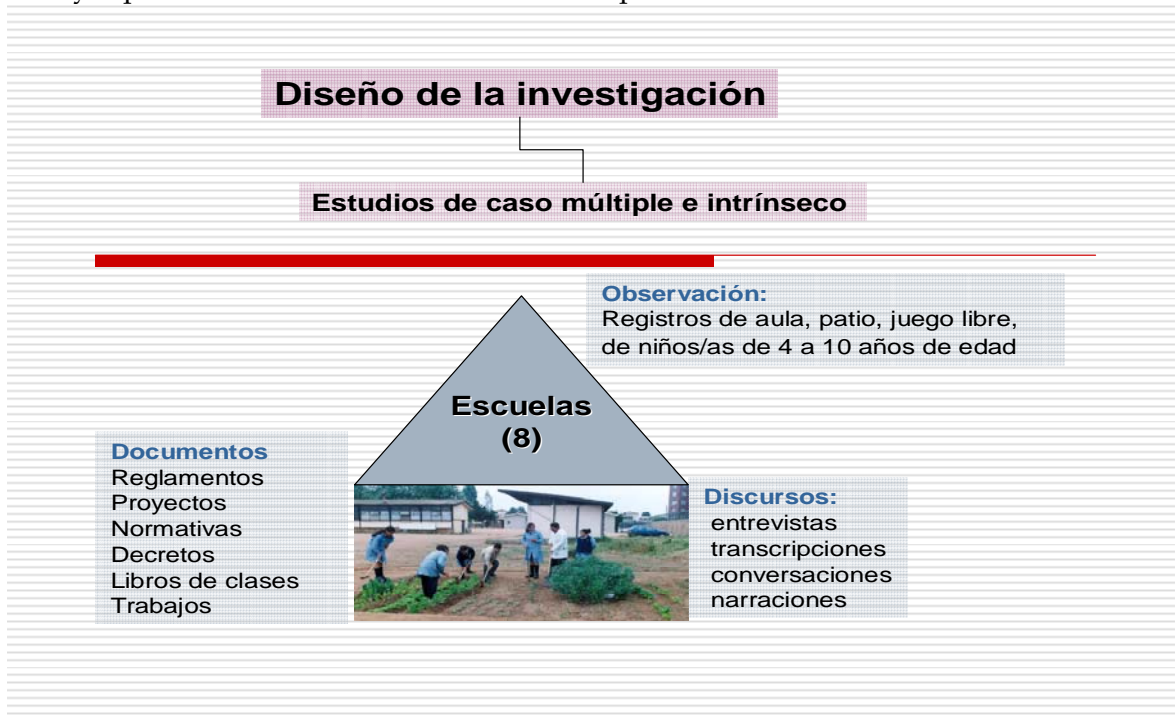 Diseño de la investigación
Estudios de caso múltiple e intrínseco
Observación:
Registros de aula, patio, juego libre,
de niños/as de 4 a 10 años de edad
Escuelas
(8)
Documentos
Reglamentos
Proyectos
Normativas
Decretos
Libros de clases
Trabajos
Discursos:
entrevistas
transcripciones
conversaciones
narraciones